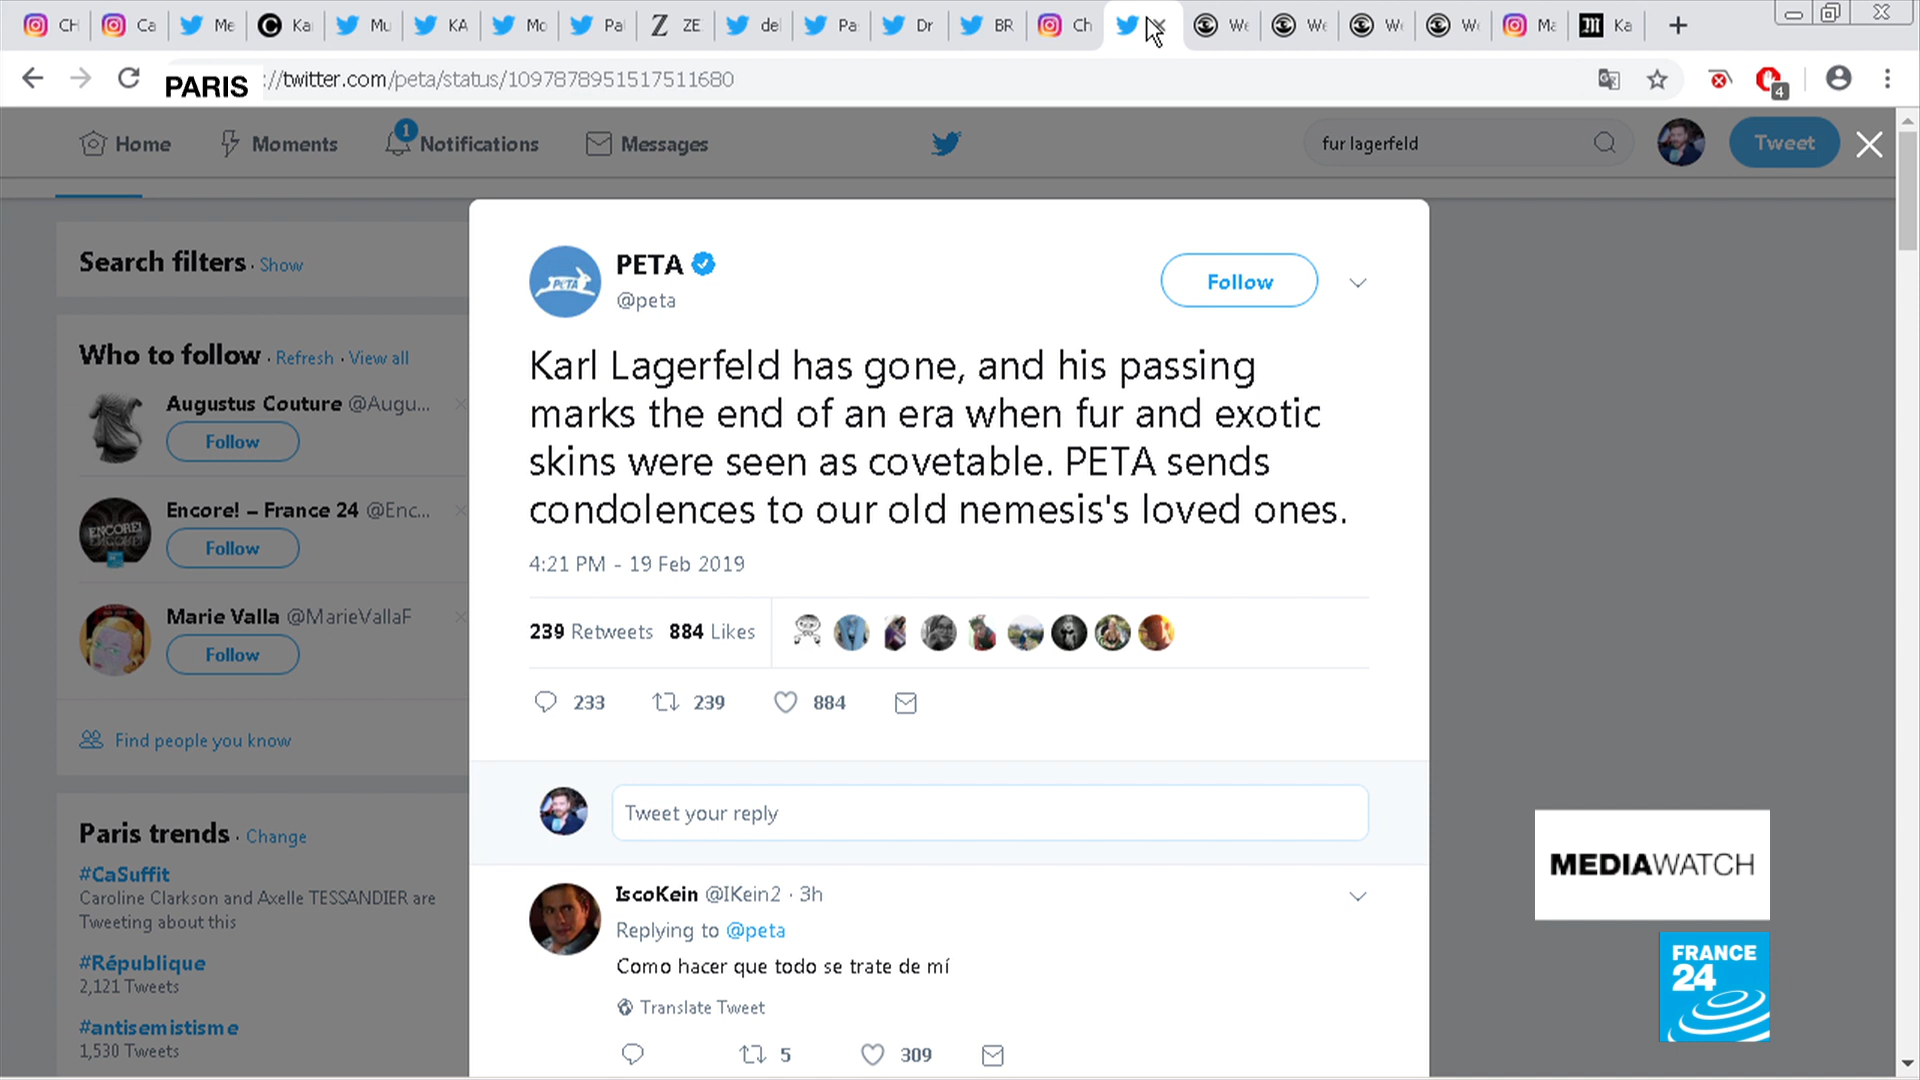 CH
Ca
Me
Ka
Mu
KA
Mo
Pal
ZE
del
Pa
Dr
BR
Ch
We
We
We
We
Ma
Ka
PARIS
://twitter.com/peta/status/1097878951517511680
4
Home
Moments
1
Notifications
Messages
fur lagerfeld
Tweet
Search filters · Show
Who to follow · Refresh · View all
Augustus Couture @Augu...
Follow
Encore! – France 24 @Enc...
Follow
Marie Valla @MarieVallaF
Follow
Find people you know
Paris trends · Change
#CaSuffit
Caroline Clarkson and Axelle TESSANDIER are
Tweeting about this
#République
2,121 Tweets
#antisemistisme
1,530 Tweets
PETA
PETA
@peta
Follow
Karl Lagerfeld has gone, and his passing
marks the end of an era when fur and exotic
skins were seen as covetable. PETA sends
condolences to our old nemesis's loved ones.
4:21 PM - 19 Feb 2019
239 Retweets 884 Likes
233 239 884
Tweet your reply
IscoKein @IKein2 · 3h
Replying to @peta
Como hacer que todo se trate de mí
Translate Tweet
5 309
ENCORE!
MEDIAWATCH
FRANCE
24